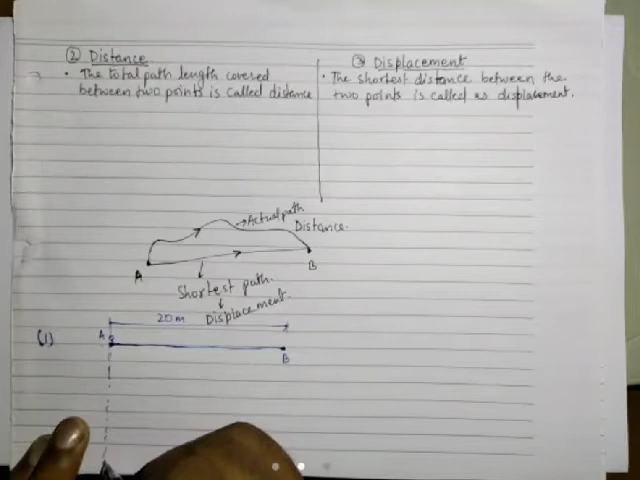 ② Distance
• The total path length covered
between two points is called distance
③ Displacement
• The shortest distance between the
two points is called as displacement.
→Actual path
Distance.
A
B
Shortest path.
↓
Displacement.
20 m
(1)
A
B